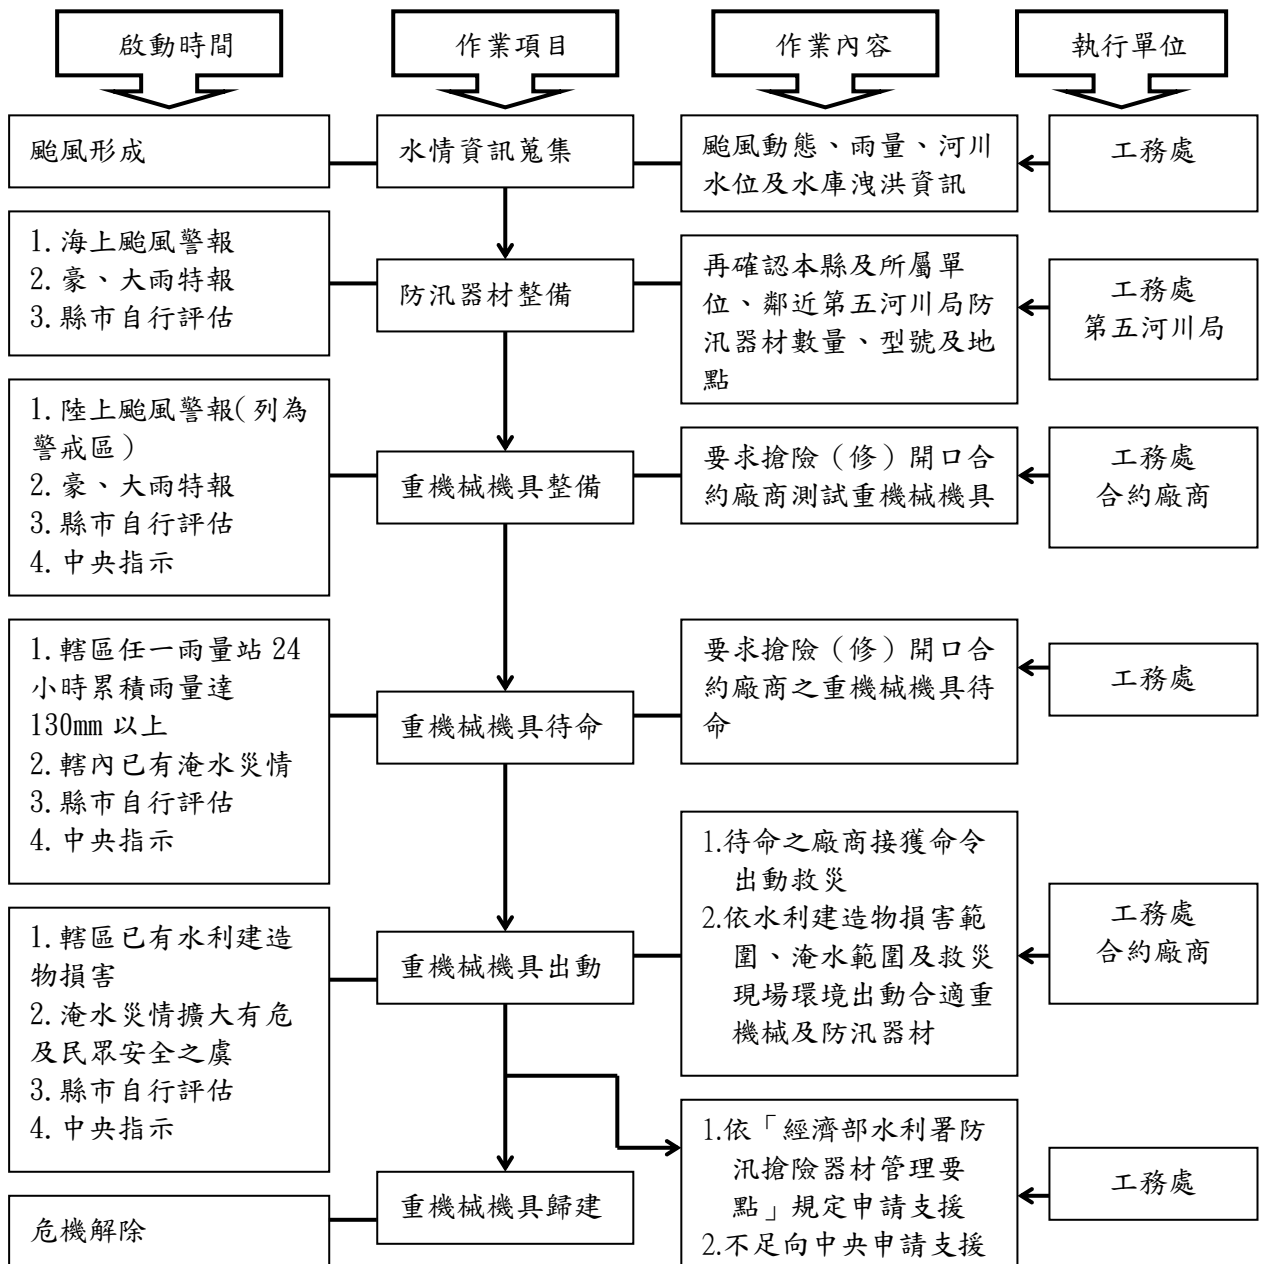 啟動時間
作業項目
作業內容
執行單位
颱風形成
水情資訊蒐集
颱風動態、雨量、河川
水位及水庫洩洪資訊
工務處
1.海上颱風警報
2.豪、大雨特報
3.縣市自行評估
防汛器材整備
再確認本縣及所屬單
位、鄰近第五河川局防
汛器材數量、型號及地
點
工務處
第五河川局
1.陸上颱風警報(列為
警戒區)
2.豪、大雨特報
3.縣市自行評估
4.中央指示
重機械機具整備
要求搶險（修）開口合
約廠商測試重機械機具
工務處
合約廠商
1.轄區任一雨量站 24
小時累積雨量達
130mm 以上
2.轄內已有淹水災情
3.縣市自行評估
4.中央指示
重機械機具待命
要求搶險（修）開口合
約廠商之重機械機具待
命
工務處
1.轄區已有水利建造
物損害
2.淹水災情擴大有危
及民眾安全之虞
3.縣市自行評估
4.中央指示
重機械機具出動
1.待命之廠商接獲命令
出動救災
2.依水利建造物損害範
圍、淹水範圍及救災
現場環境出動合適重
機械及防汛器材
工務處
合約廠商
危機解除
重機械機具歸建
1.依「經濟部水利署防
汛搶險器材管理要
點」規定申請支援
2.不足向中央申請支援
工務處